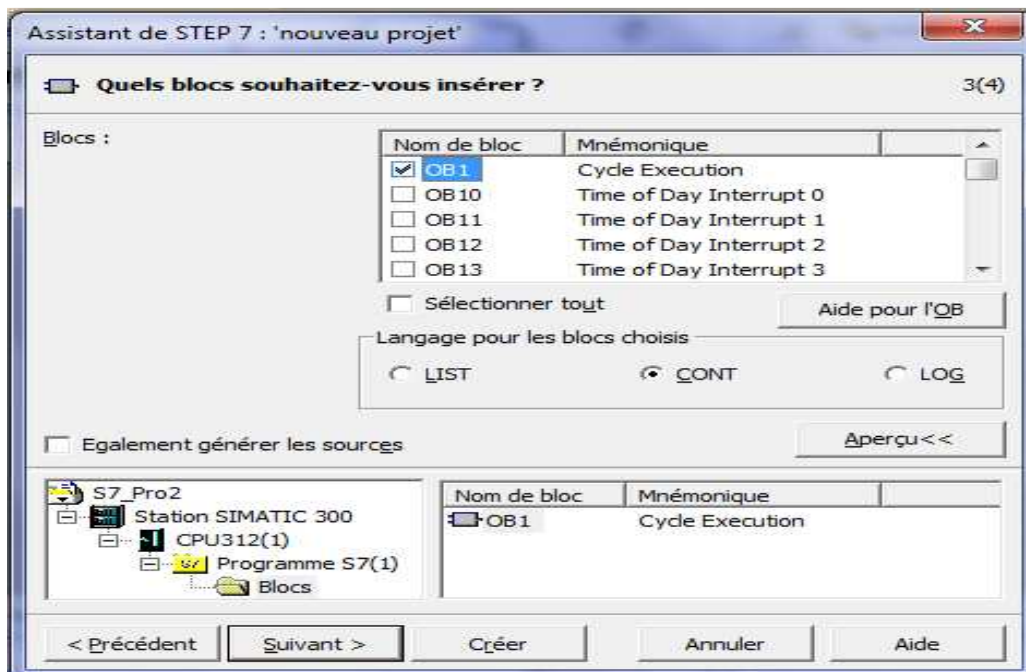 Assistant de STEP 7 : 'nouveau projet'
Quels blocs souhaitez-vous insérer ? 3(4)
Blocs :
Nom de bloc Mnémonique
OB1 Cycle Execution
OB10 Time of Day Interrupt 0
OB11 Time of Day Interrupt 1
OB12 Time of Day Interrupt 2
OB13 Time of Day Interrupt 3
Sélectionner tout
Aide pour l'OB
Langage pour les blocs choisis
LIST CONT LOG
Egalement générer les sources
Aperçu<<
S7_Pro2
Station SIMATIC 300
CPU312(1)
Programme S7(1)
Blocs
Nom de bloc Mnémonique
OB1 Cycle Execution
< Précédent Suivant > Créer Annuler Aide